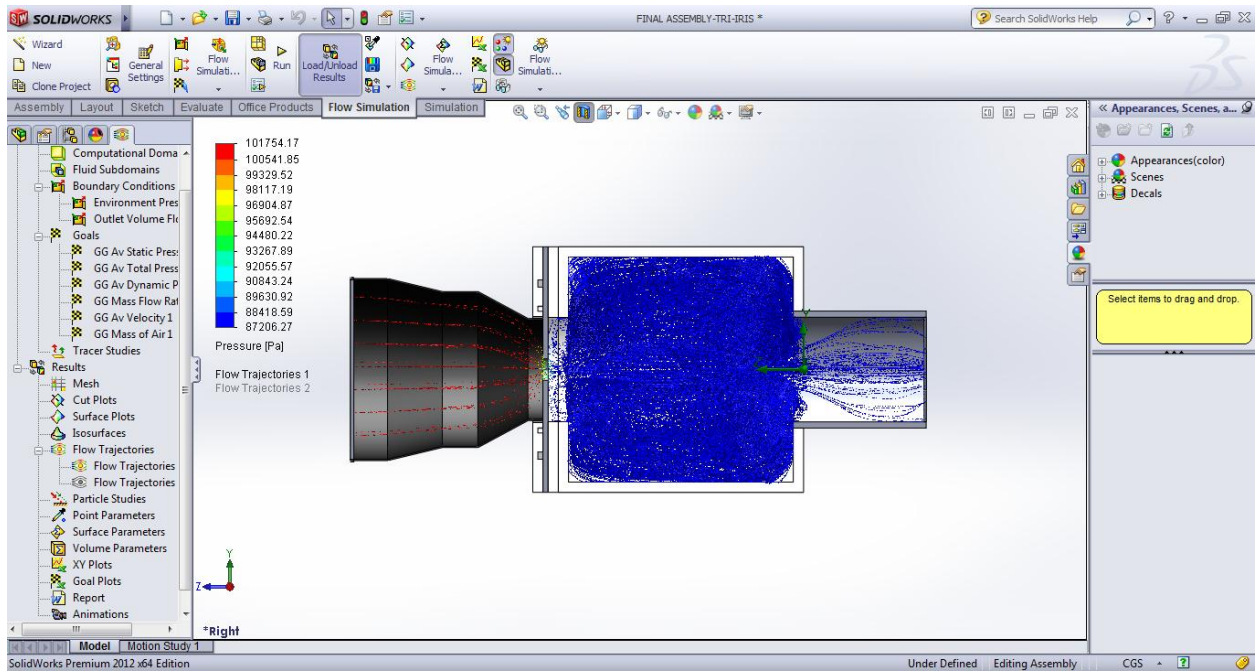 SOLIDWORKS
FINAL ASSEMBLY-TRI-IRIS *
Search SolidWorks Help
Wizard
New
Clone Project
General Settings
Flow Simulati...
Run
Load/Unload Results
Flow Simula...
Flow Simulati...
Assembly
Layout
Sketch
Evaluate
Office Products
Flow Simulation
Simulation
Computational Doma
Fluid Subdomains
Boundary Conditions
Environment Pres
Outlet Volume Flo
Goals
GG Av Static Press
GG Av Total Press
GG Av Dynamic P
GG Mass Flow Rat
GG Av Velocity 1
GG Mass of Air 1
Tracer Studies
Results
Mesh
Cut Plots
Surface Plots
Isosurfaces
Flow Trajectories
Flow Trajectories
Flow Trajectories
Particle Studies
Point Parameters
Surface Parameters
Volume Parameters
XY Plots
Goal Plots
Report
Animations
101754.17
100541.85
99329.52
98117.19
96904.87
95692.54
94480.22
93267.89
92055.57
90843.24
89630.92
88418.59
87206.27
Pressure [Pa]
Flow Trajectories 1
Flow Trajectories 2
Y
Y
Z
*Right
« Appearances, Scenes, a...
Appearances(color)
Scenes
Decals
Select items to drag and drop.
Model
Motion Study 1
SolidWorks Premium 2012 x64 Edition
Under Defined
Editing Assembly
CGS